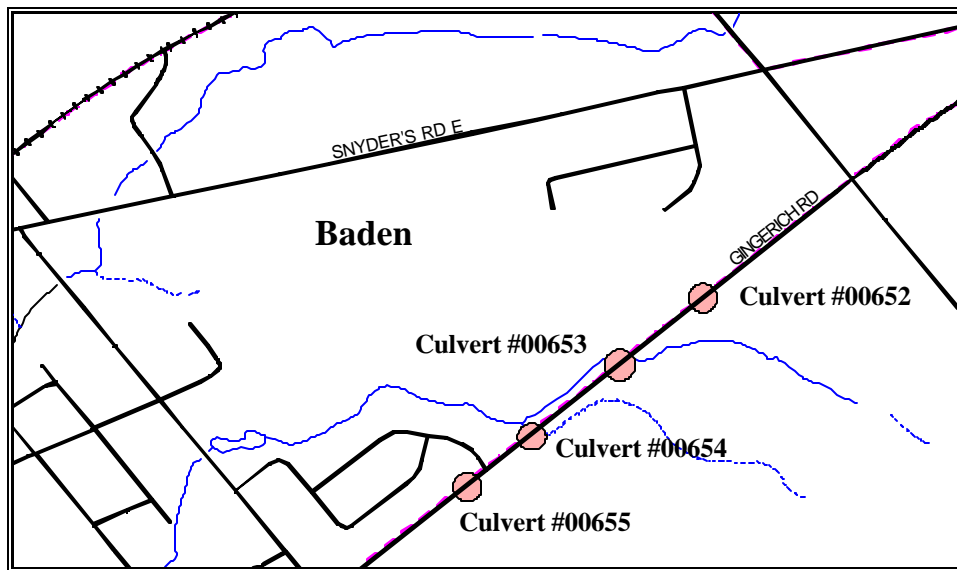 SNYDER'S RD E
Baden
GINGERICH RD
Culvert #00652
Culvert #00653
Culvert #00654
Culvert #00655